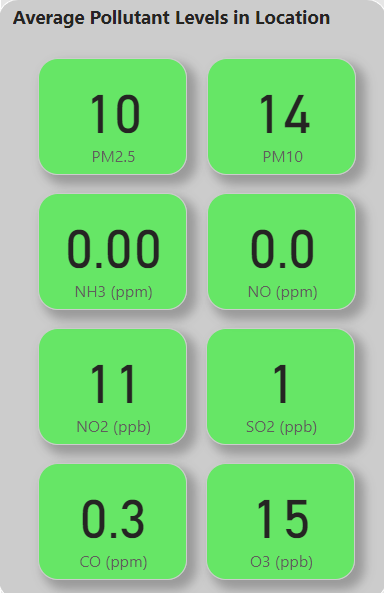 Average Pollutant Levels in Location
10
14
PM2.5
PM10
0.00
0.0
NH3 (ppm)
NO (ppm)
11
1
NO2 (ppb)
SO2 (ppb)
0.3
15
CO (ppm)
O3 (ppb)